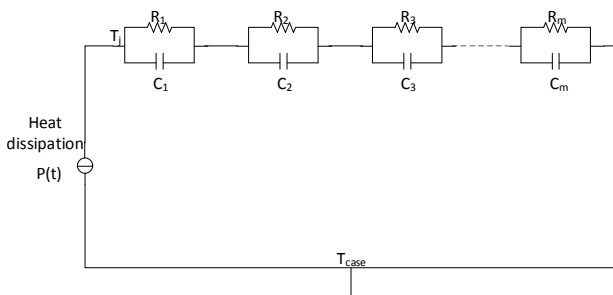 R1
R2
R3
Rm
Tj
C1
C2
C3
Cm
Heat
dissipation
P(t)
Tcase